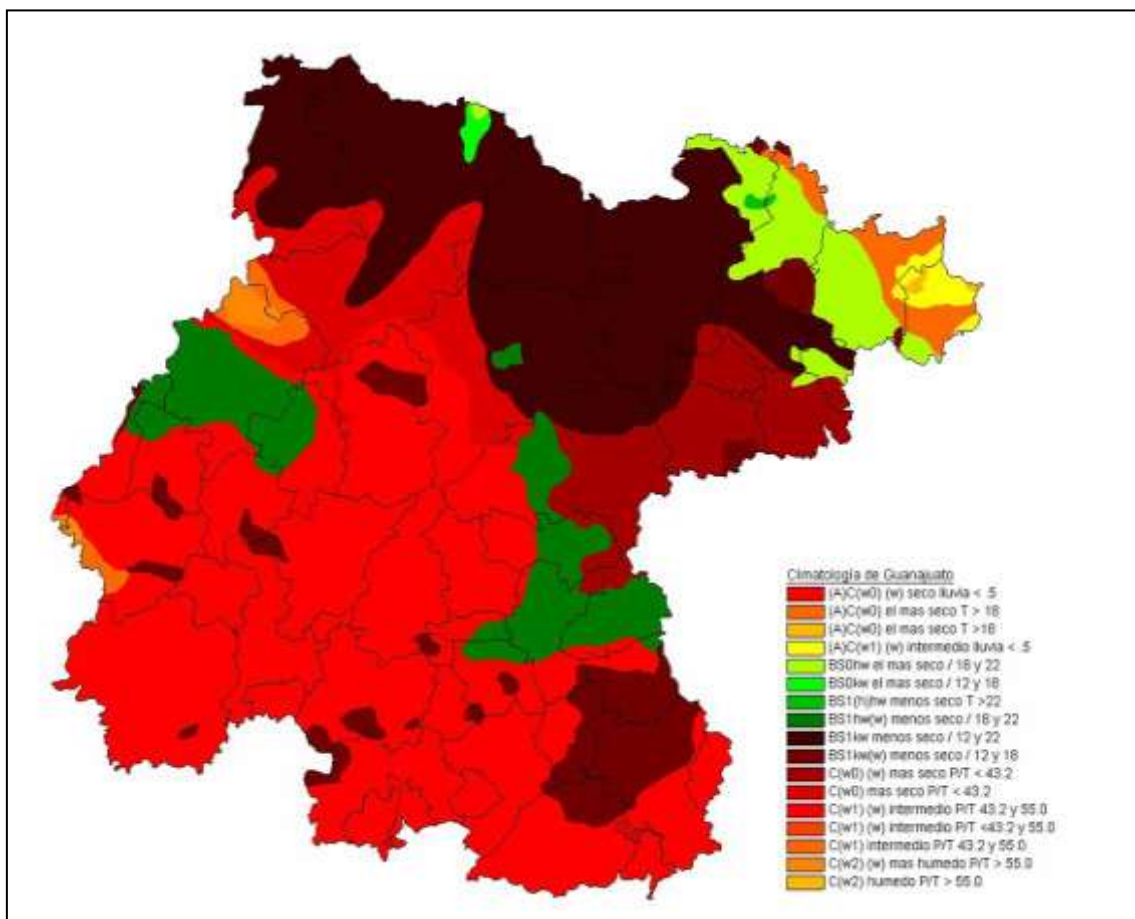 Climatología de Guanajuato
(A)C(w0) (w) seco lluvia < .5
(A)C(w0) el mas seco T > 18
(A)C(w0) el mas seco T >18
(A)C(w1) (w) intermedio lluvia < .5
BS0hw el mas seco / 18 y 22
BS0kw el mas seco / 12 y 18
BS1(h)hw menos seco T >22
BS1hw(w) menos seco / 18 y 22
BS1kw menos seco / 12 y 22
BS1kw(w) menos seco / 12 y 18
C(w0) (w) mas seco P/T < 43.2
C(w0) mas seco P/T < 43.2
C(w1) (w) intermedio P/T 43.2 y 55.0
C(w1) (w) intermedio P/T <43.2 y 55.0
C(w1) intermedio P/T 43.2 y 55.0
C(w2) (w) mas humedo P/T > 55.0
C(w2) humedo P/T > 55.0